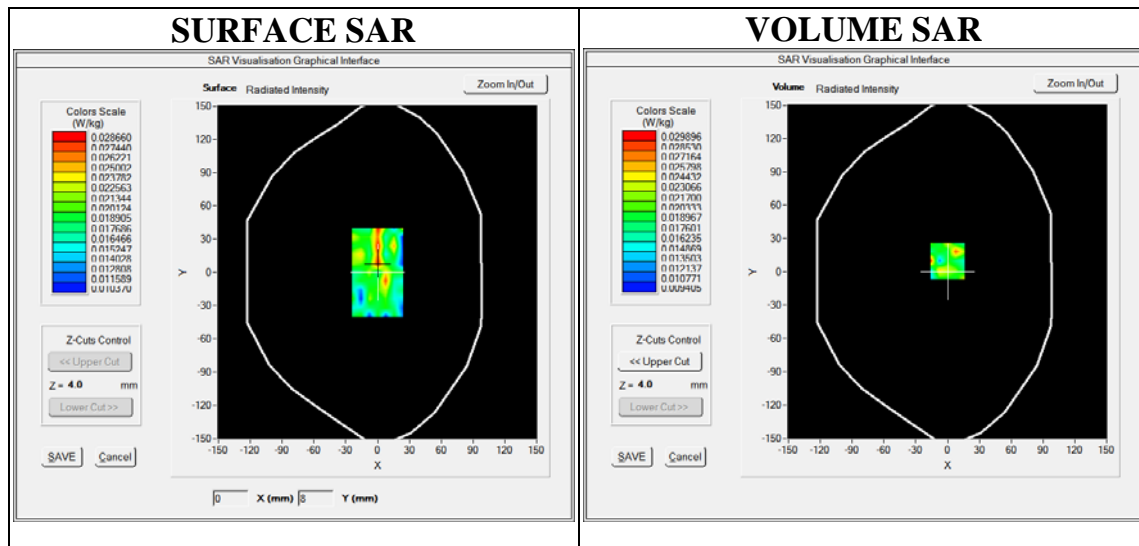 SURFACE SAR
SAR Visualisation Graphical Interface
Surface Radiated Intensity
Zoom In/Out
Colors Scale
(W/kg)
0.028660
0.027440
0.026221
0.025002
0.023782
0.022563
0.021344
0.020124
0.018905
0.017686
0.016466
0.015247
0.014028
0.012808
0.011589
0.010370
Z-Cuts Control
<< Upper Cut
Z = 4.0 mm
Lower Cut >>
SAVE Cancel
150
120
90
60
30
0
-30
-60
-90
-120
-150
Y
-150 -120 -90 -60 -30 0 30 60 90 120 150
X
0 X (mm) 8 Y (mm)
VOLUME SAR
SAR Visualisation Graphical Interface
Volume Radiated Intensity
Zoom In/Out
Colors Scale
(W/kg)
0.029896
0.028530
0.027164
0.025798
0.024432
0.023066
0.021700
0.020333
0.018967
0.017601
0.016235
0.014869
0.013503
0.012137
0.010771
0.009405
Z-Cuts Control
<< Upper Cut
Z = 4.0 mm
Lower Cut >>
SAVE Cancel
150
120
90
60
30
0
-30
-60
-90
-120
-150
Y
-150 -120 -90 -60 -30 0 30 60 90 120 150
X